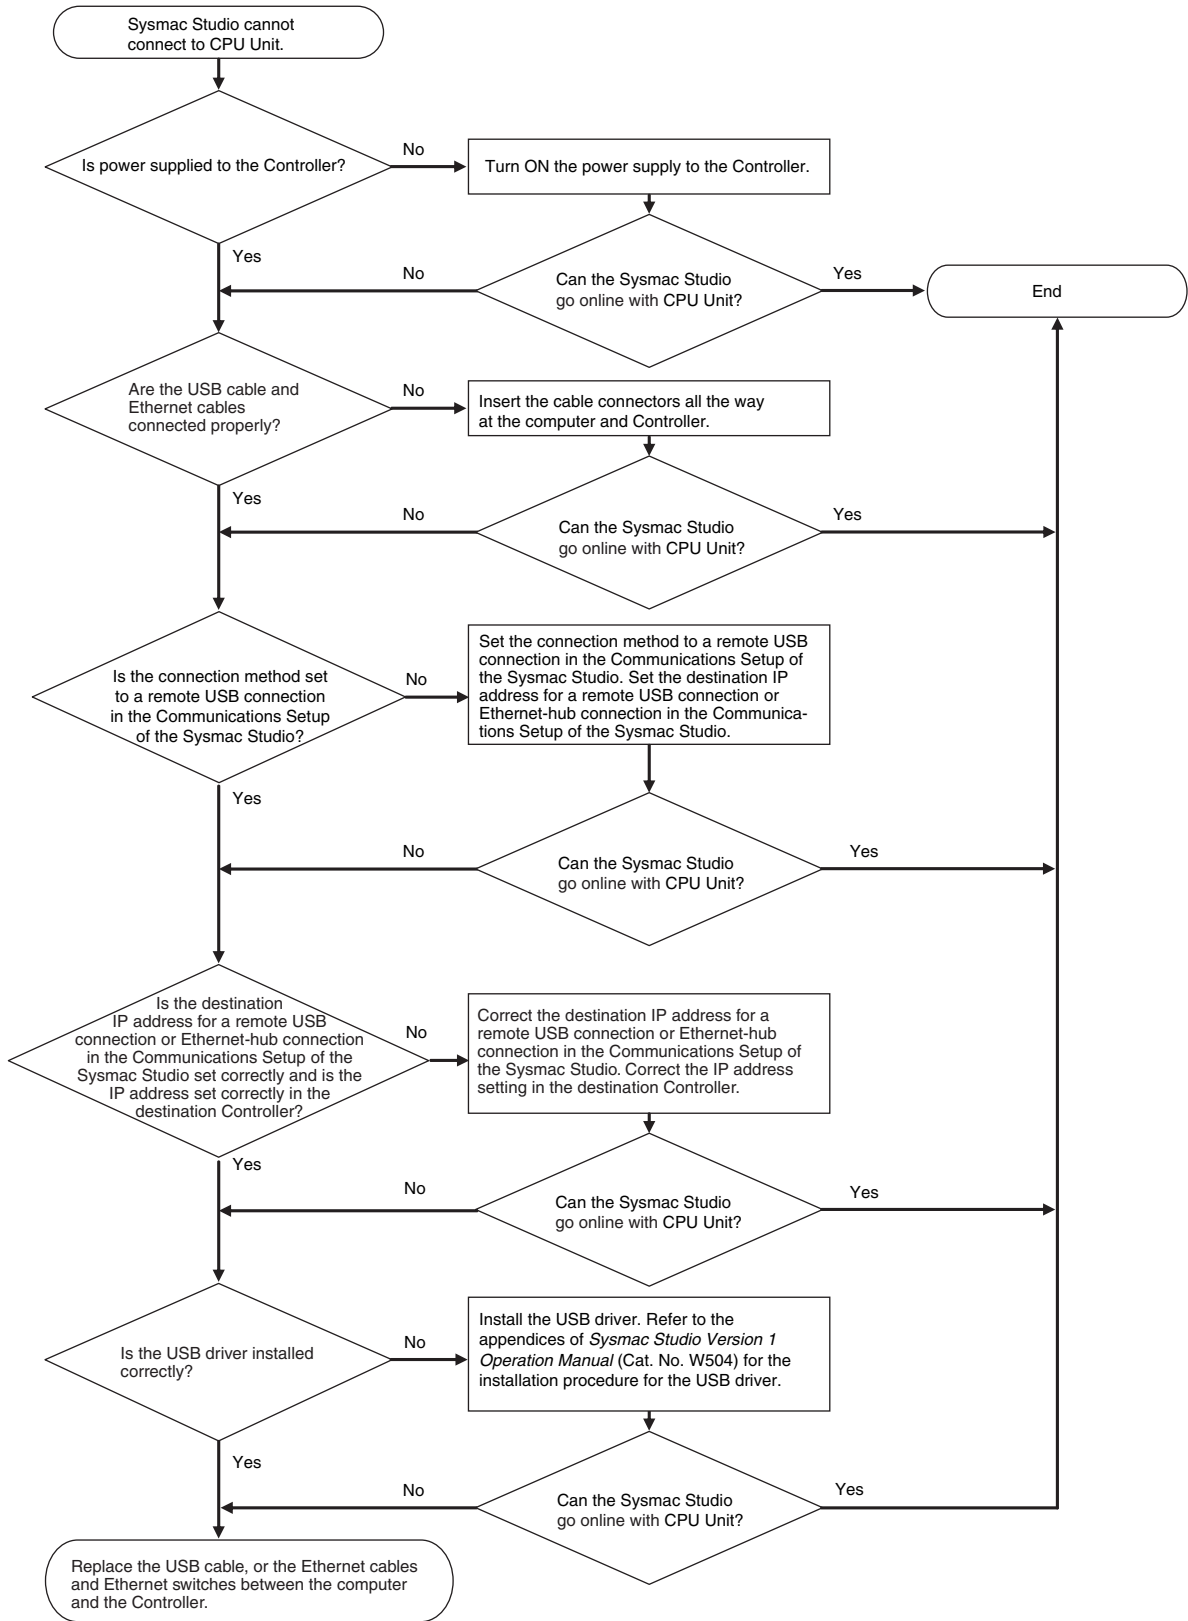 Sysmac Studio cannot
connect to CPU Unit.
Is power supplied to the Controller?
No
Turn ON the power supply to the Controller.
Yes
No
Can the Sysmac Studio
go online with CPU Unit?
Yes
End
Are the USB cable and
Ethernet cables
connected properly?
No
Insert the cable connectors all the way
at the computer and Controller.
Yes
No
Can the Sysmac Studio
go online with CPU Unit?
Yes
Is the connection method set
to a remote USB connection
in the Communications Setup
of the Sysmac Studio?
No
Set the connection method to a remote USB
connection in the Communications Setup of
the Sysmac Studio. Set the destination IP
address for a remote USB connection or
Ethernet-hub connection in the Communica-
tions Setup of the Sysmac Studio.
Yes
No
Can the Sysmac Studio
go online with CPU Unit?
Yes
Is the destination
IP address for a remote USB
connection or Ethernet-hub connection
in the Communications Setup of the
Sysmac Studio set correctly and is the
IP address set correctly in the
destination Controller?
No
Correct the destination IP address for a
remote USB connection or Ethernet-hub
connection in the Communications Setup of
the Sysmac Studio. Correct the IP address
setting in the destination Controller.
Yes
No
Can the Sysmac Studio
go online with CPU Unit?
Yes
Is the USB driver installed
correctly?
No
Install the USB driver. Refer to the
appendices of Sysmac Studio Version 1
Operation Manual (Cat. No. W504) for the
installation procedure for the USB driver.
Yes
No
Can the Sysmac Studio
go online with CPU Unit?
Yes
Replace the USB cable, or the Ethernet cables
and Ethernet switches between the computer
and the Controller.